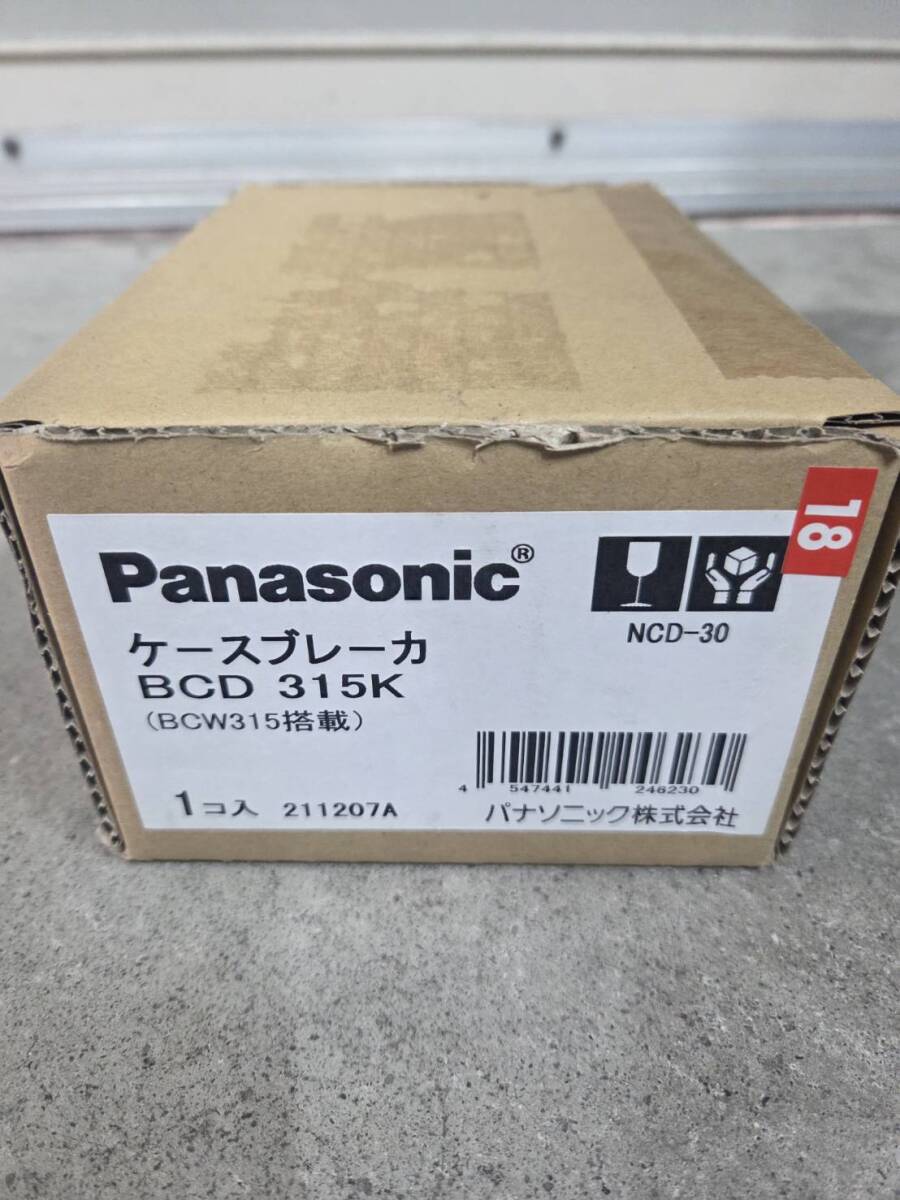 18
Panasonic®
NCD-30
ケースブレーカ
BCD 315K
(BCW315搭載)
4 547441 246230
1コ入 211207A
パナソニック株式会社